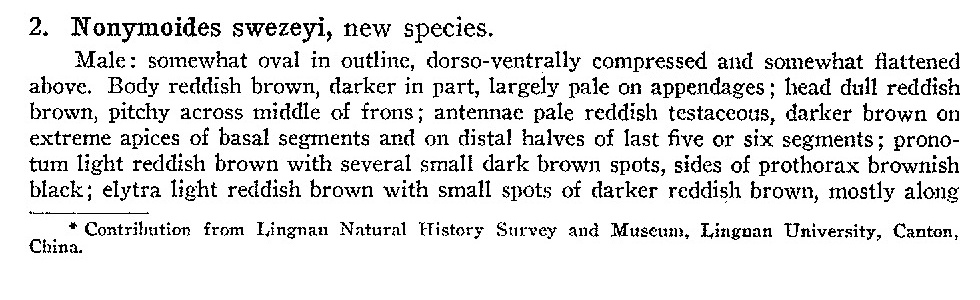 2. Nonymoides swezeyi, new species.
Male: somewhat oval in outline, dorso-ventrally compressed and somewhat flattened
above. Body reddish brown, darker in part, largely pale on appendages; head dull reddish
brown, pitchy across middle of frons; antennae pale reddish testaceous, darker brown on
extreme apices of basal segments and on distal halves of last five or six segments; prono-
tum light reddish brown with several small dark brown spots, sides of prothorax brownish
black; elytra light reddish brown with small spots of darker reddish brown, mostly along
* Contribution from Lingnan Natural History Survey and Museum, Lingnan University, Canton,
China.